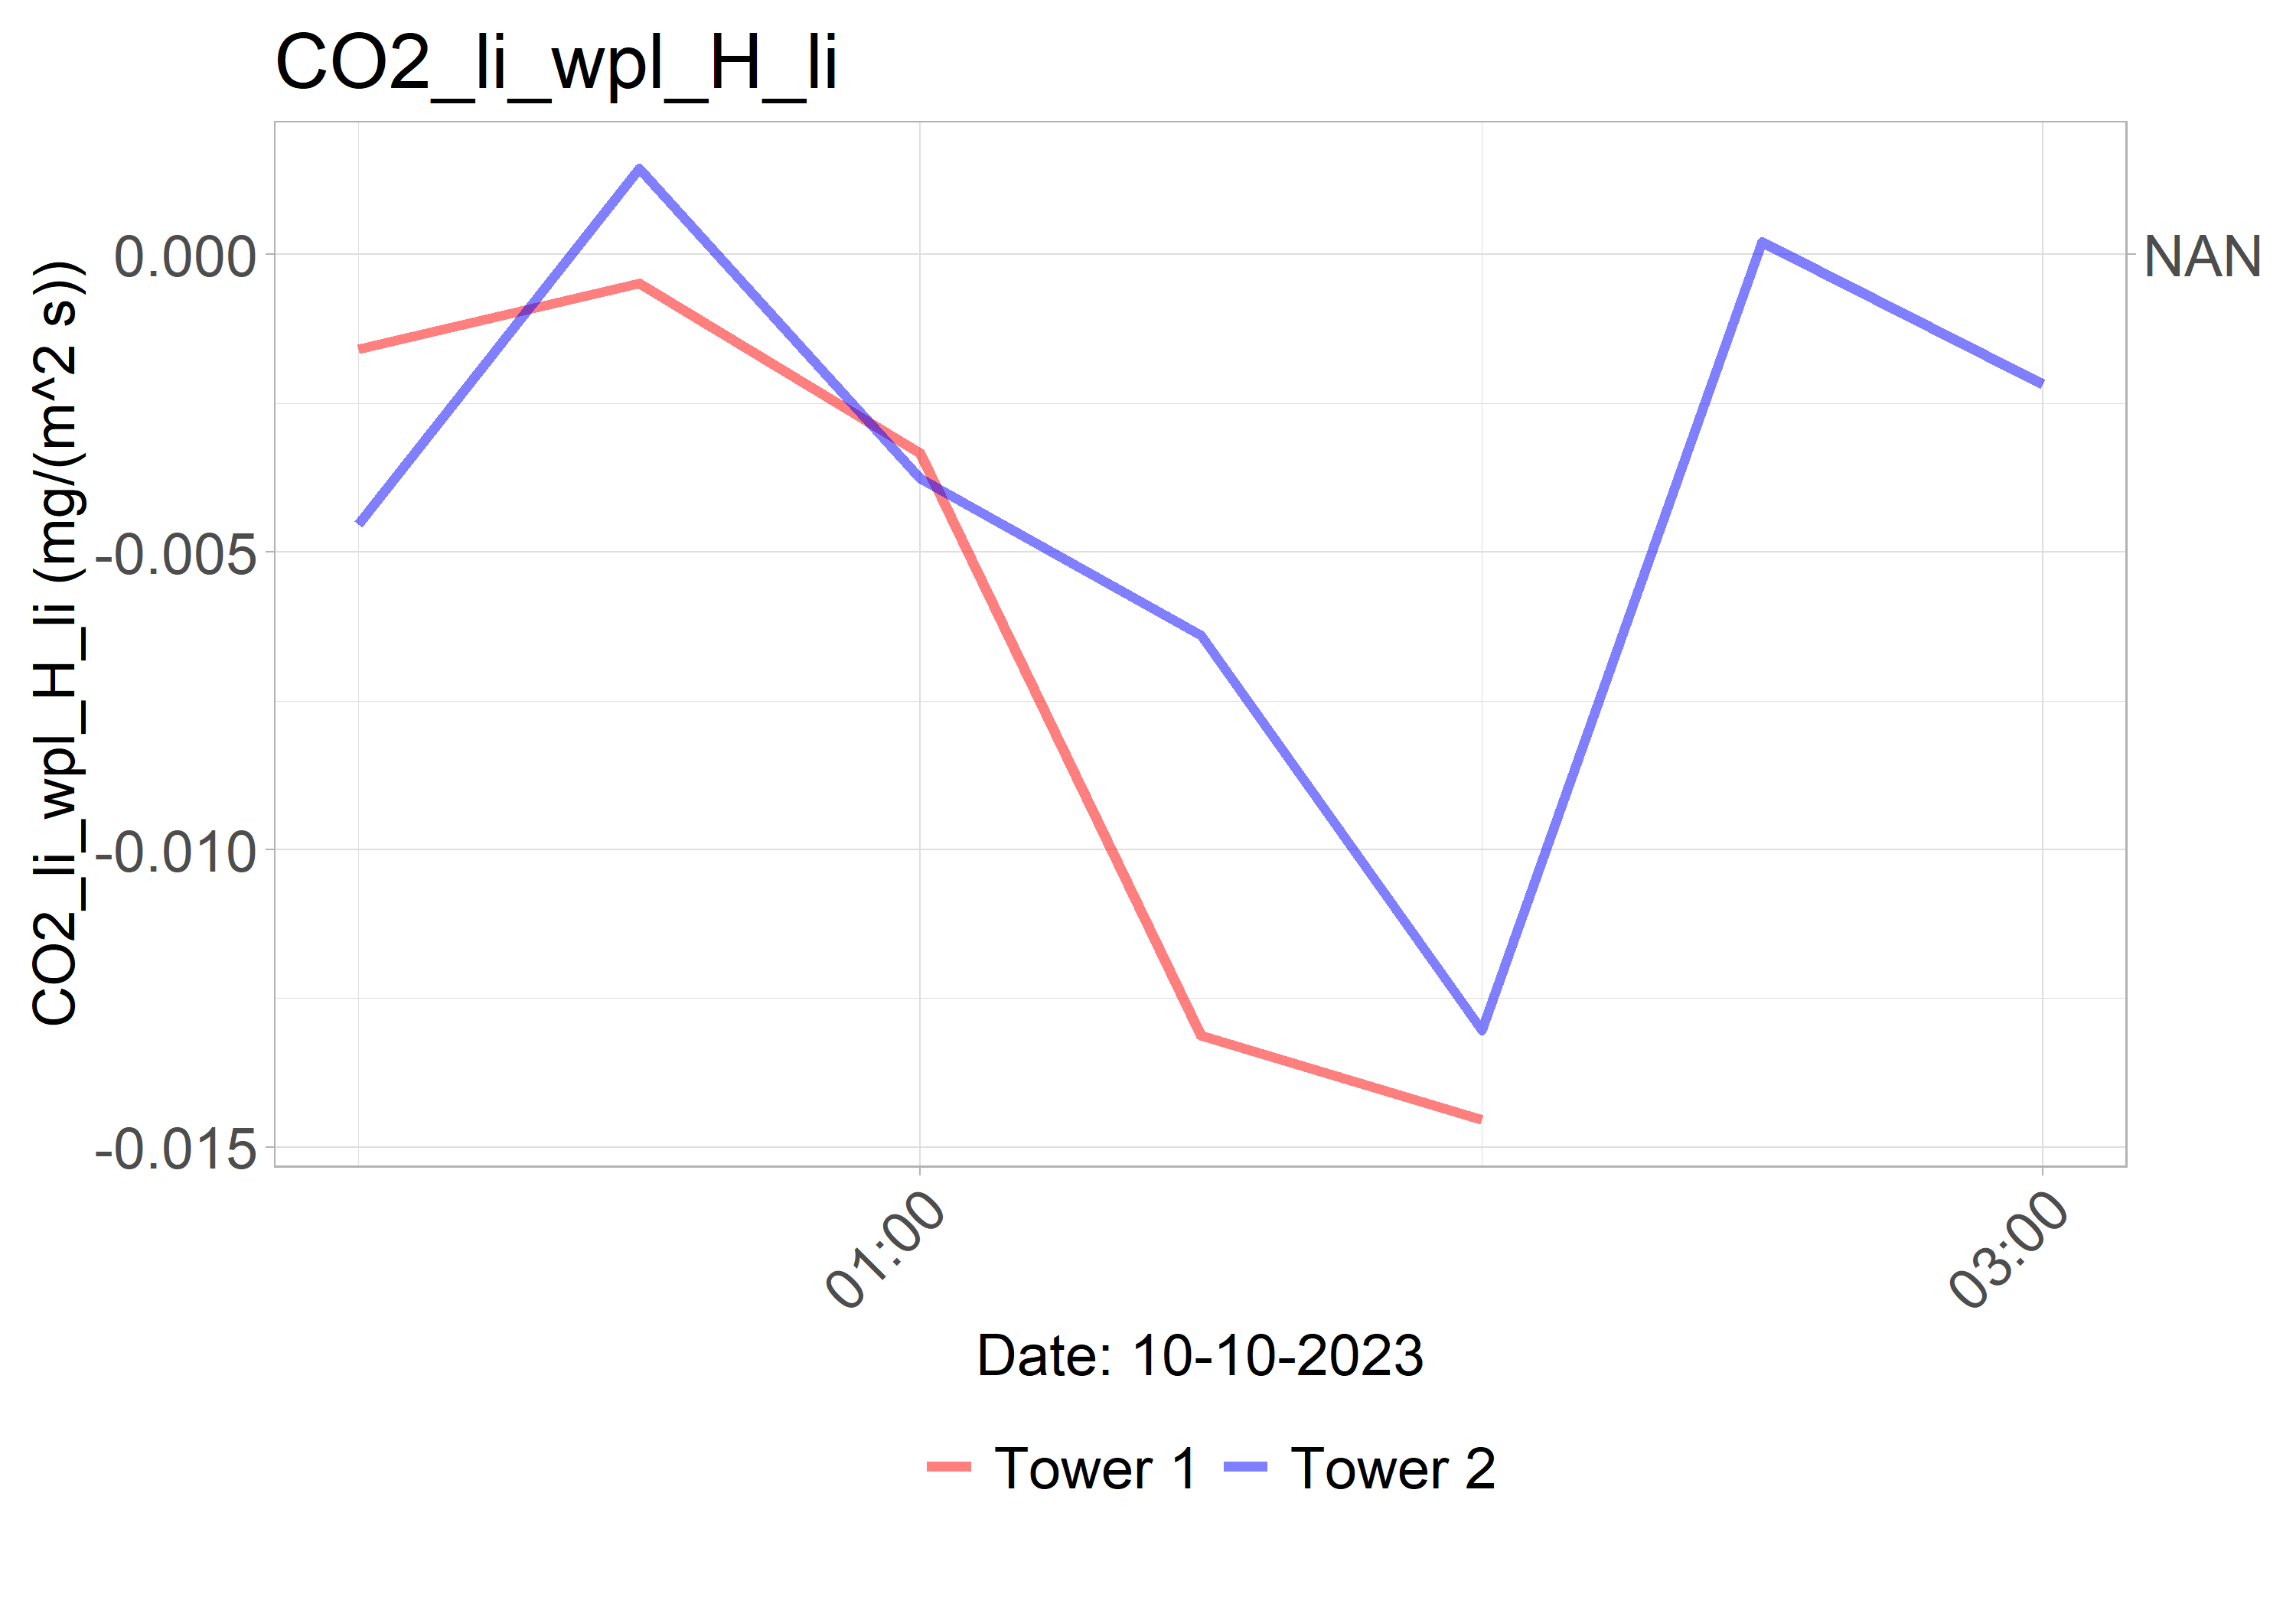 CO2_li_wpl_H_li
CO2_li_wpl_H_li (mg/(m^2 s))
0.000
-0.005
-0.010
-0.015
NAN
01:00
03:00
Date: 10-10-2023
Tower 1
Tower 2